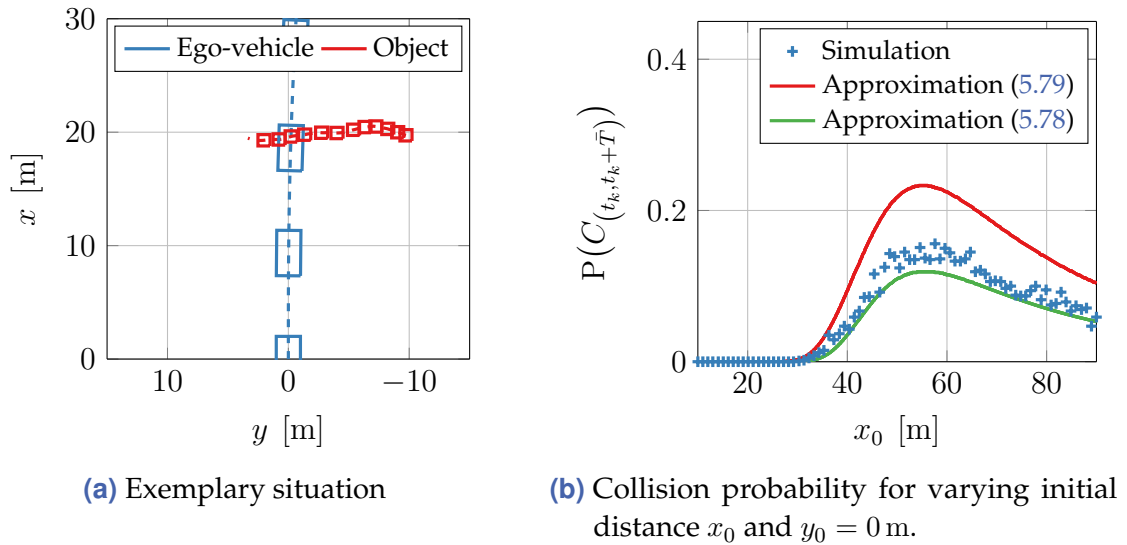 30
20
10
0
x [m]
Ego-vehicle Object
10 0 −10
y [m]
(a) Exemplary situation
0.4
0.2
0
P(C(t_k,t_k+T̄))
Simulation
Approximation (5.79)
Approximation (5.78)
20 40 60 80
x₀ [m]
(b) Collision probability for varying initial
distance x₀ and y₀ = 0 m.